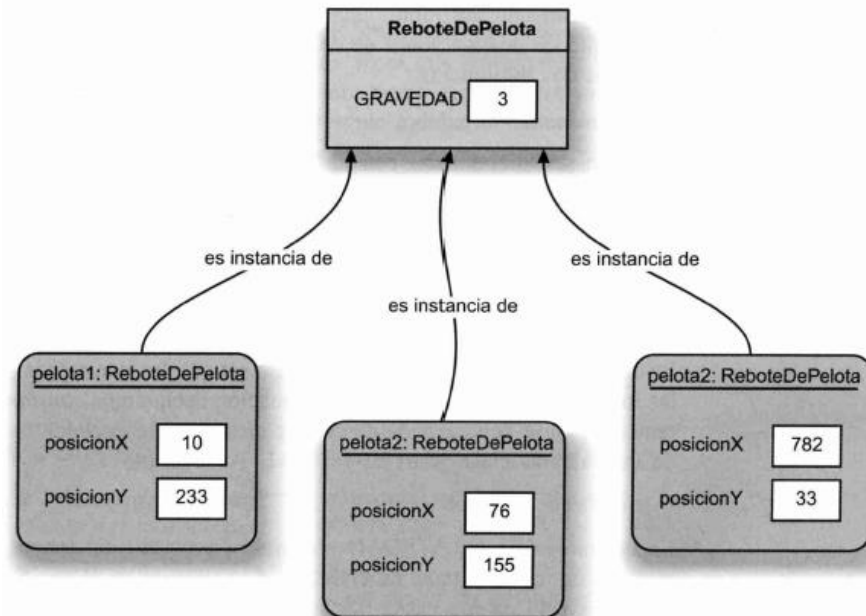 ReboteDePelota
GRAVEDAD 3
es instancia de
es instancia de
es instancia de
pelota1: ReboteDePelota
posicionX 10
posicionY 233
pelota2: ReboteDePelota
posicionX 76
posicionY 155
pelota2: ReboteDePelota
posicionX 782
posicionY 33